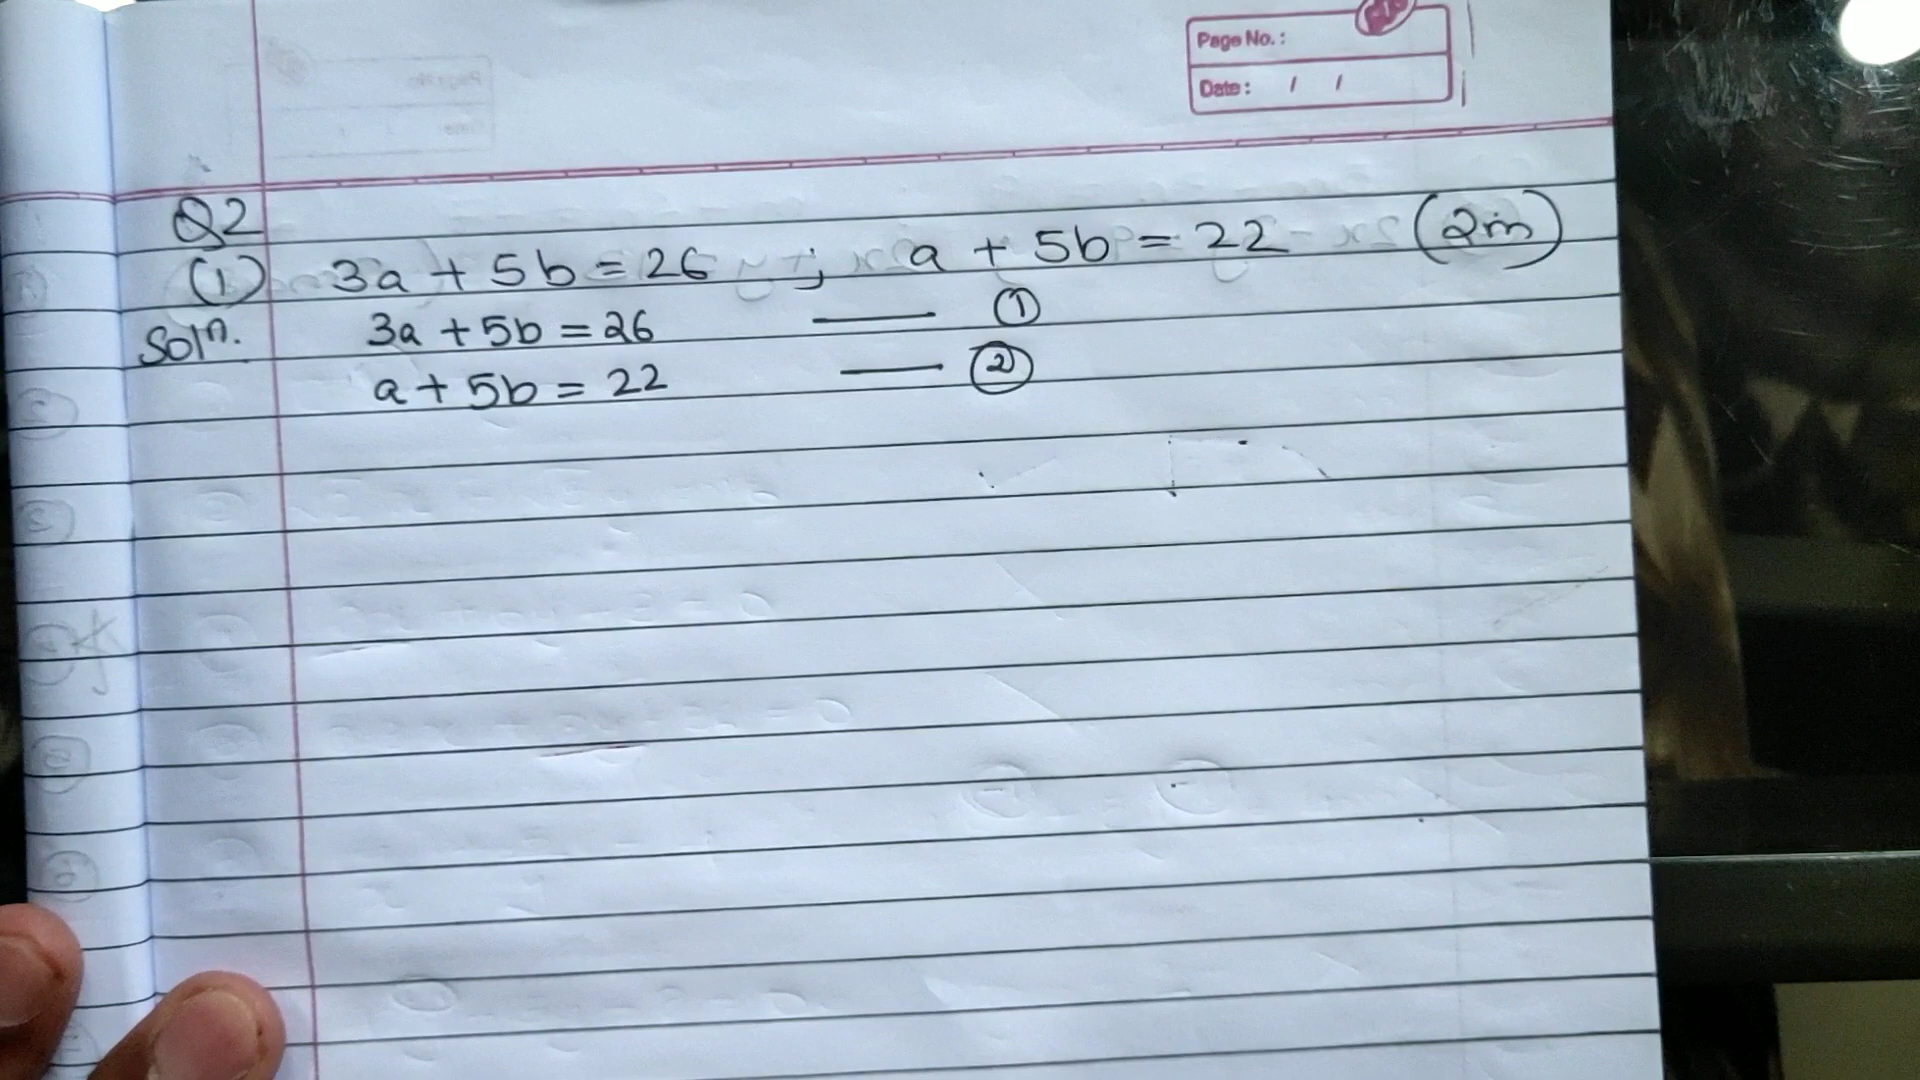 Page No. :
Date : / /
Q2
(1) 3a + 5b = 26 ; a + 5b = 22 (2m)
Soln. 3a + 5b = 26 —— ①
a + 5b = 22 —— ②